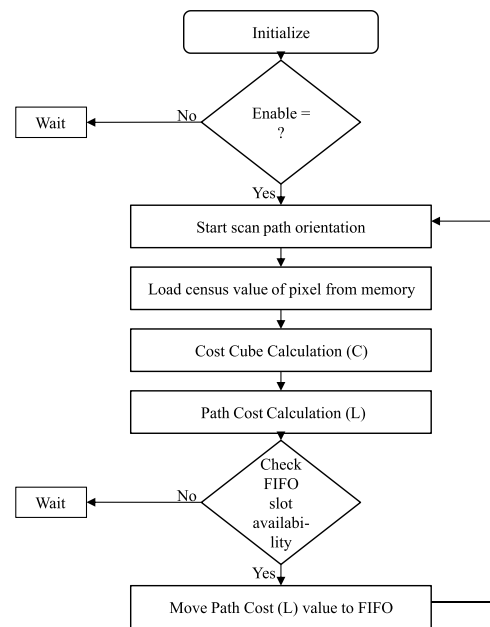 Initialize
No
Enable =
?
Wait
Yes
Start scan path orientation
Load census value of pixel from memory
Cost Cube Calculation (C)
Path Cost Calculation (L)
Check
FIFO
slot
availabi-
lity
No
Wait
Yes
Move Path Cost (L) value to FIFO